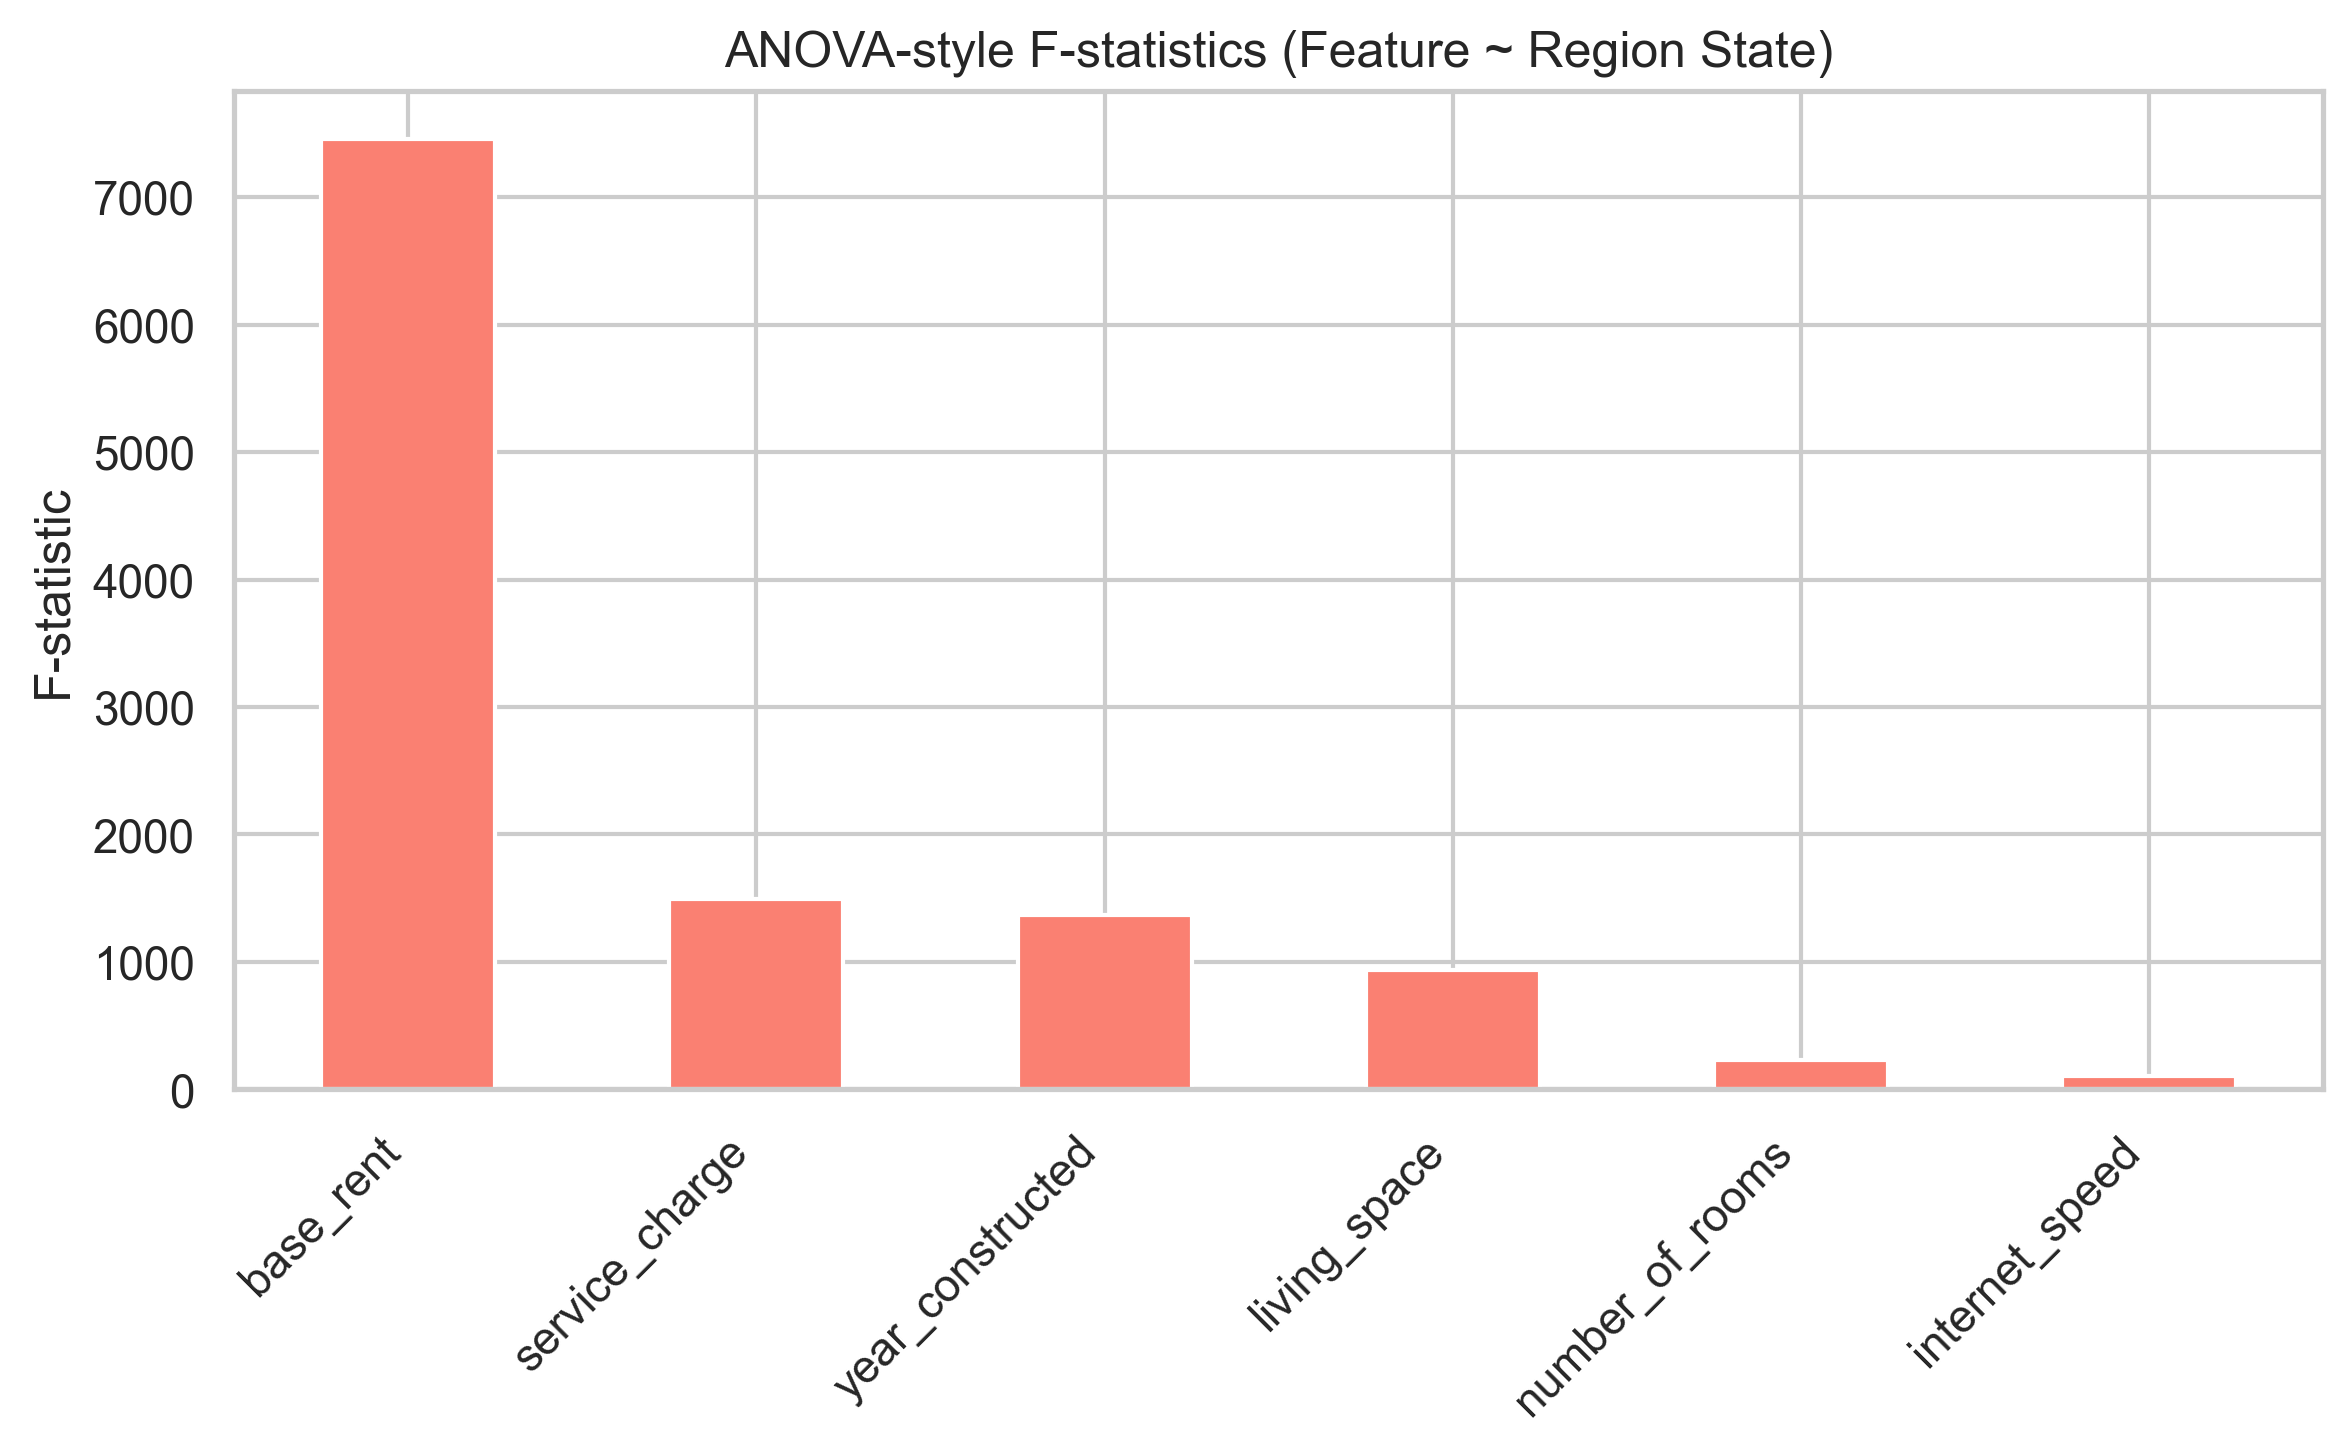 ANOVA-style F-statistics (Feature ~ Region State)
F-statistic
7000
6000
5000
4000
3000
2000
1000
0
base_rent
service_charge
year_constructed
living_space
number_of_rooms
internet_speed